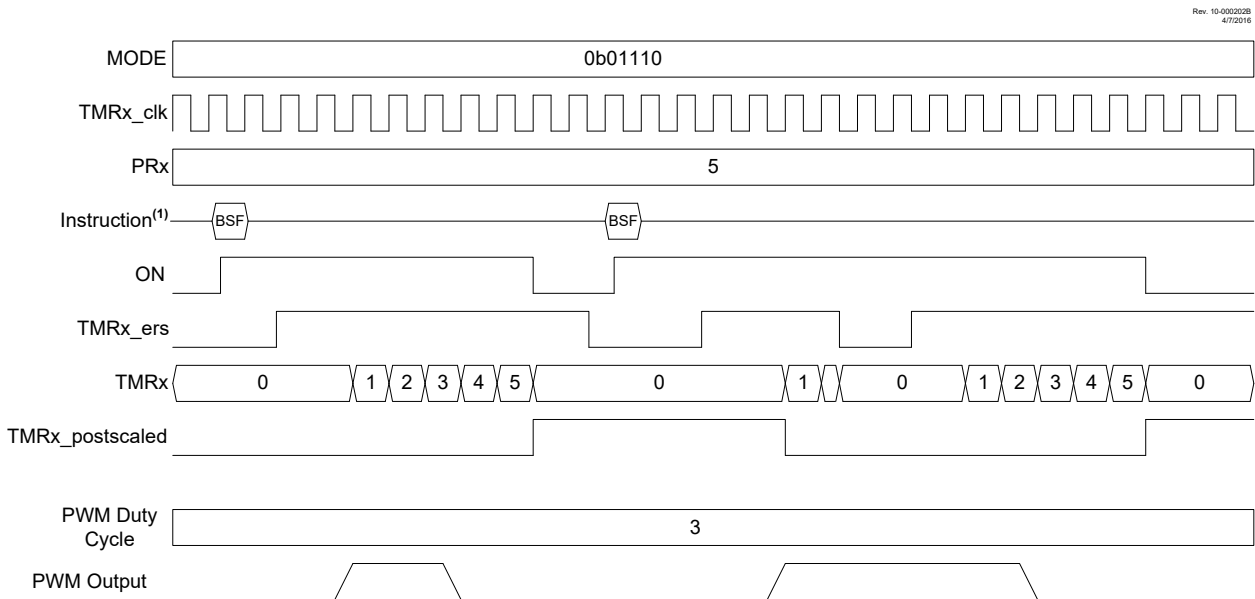 Rev. 10-000202B
4/7/2016
MODE 0b01110
TMRx_clk
PRx 5
Instruction(1) BSF BSF
ON
TMRx_ers
TMRx 0 1 2 3 4 5 0 1 0 1 2 3 4 5 0
TMRx_postscaled
PWM Duty
Cycle 3
PWM Output